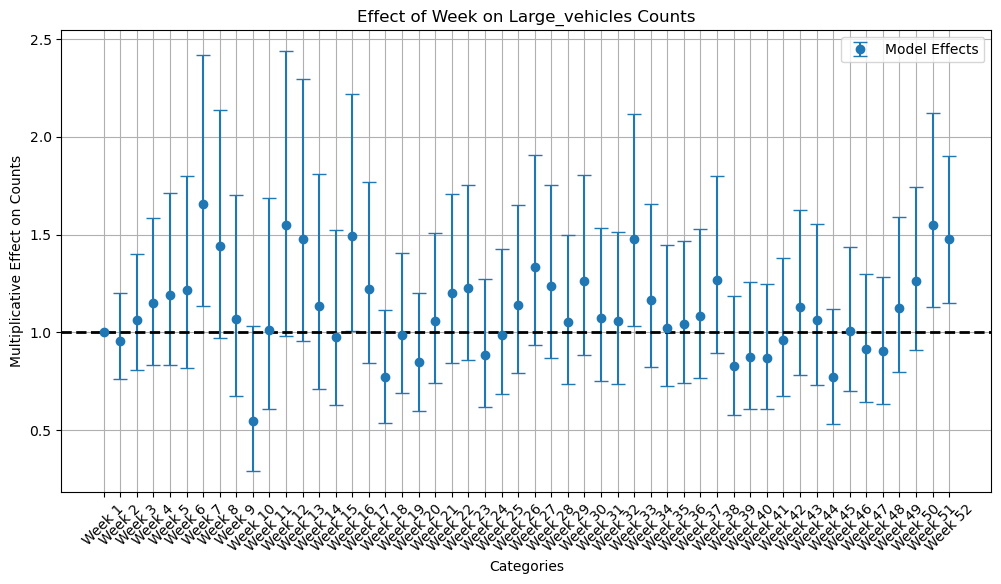 Effect of Week on Large_vehicles Counts
Model Effects
Multiplicative Effect on Counts
2.5
2.0
1.5
1.0
0.5
Week 1
Week 2
Week 3
Week 4
Week 5
Week 6
Week 7
Week 8
Week 9
Week 10
Week 11
Week 12
Week 13
Week 14
Week 15
Week 16
Week 17
Week 18
Week 19
Week 20
Week 21
Week 22
Week 23
Week 24
Week 25
Week 26
Week 27
Week 28
Week 29
Week 30
Week 31
Week 32
Week 33
Week 34
Week 35
Week 36
Week 37
Week 38
Week 39
Week 40
Week 41
Week 42
Week 43
Week 44
Week 45
Week 46
Week 47
Week 48
Week 49
Week 50
Week 51
Week 52
Categories